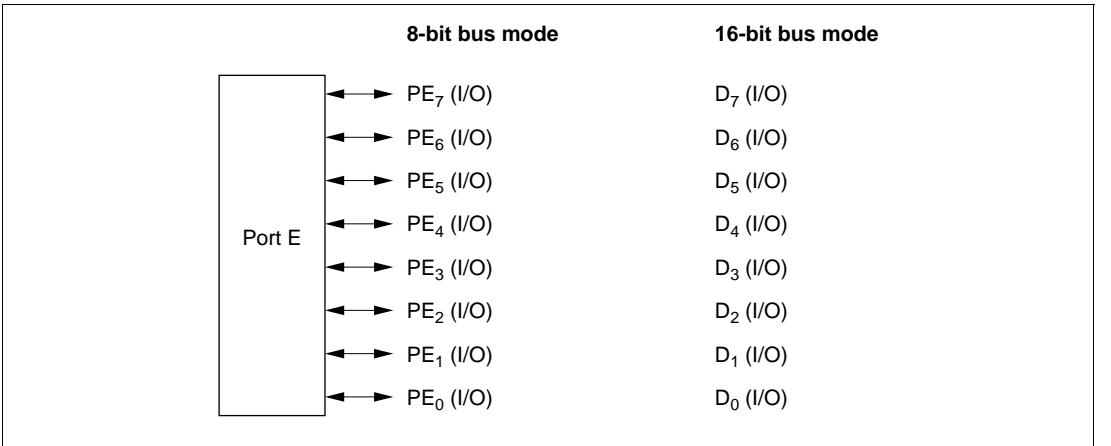 8-bit bus mode 16-bit bus mode
PE7 (I/O) D7 (I/O)
PE6 (I/O) D6 (I/O)
PE5 (I/O) D5 (I/O)
PE4 (I/O) D4 (I/O)
Port E
PE3 (I/O) D3 (I/O)
PE2 (I/O) D2 (I/O)
PE1 (I/O) D1 (I/O)
PE0 (I/O) D0 (I/O)